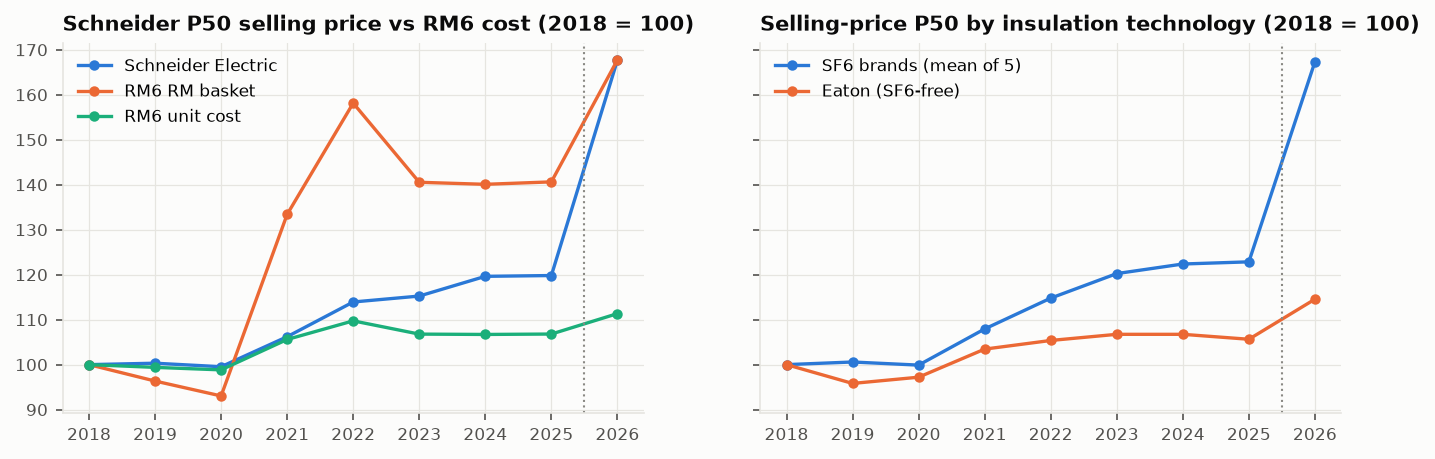 Schneider P50 selling price vs RM6 cost (2018 = 100)
Schneider Electric
RM6 RM basket
RM6 unit cost
170
160
150
140
130
120
110
100
90
2018 2019 2020 2021 2022 2023 2024 2025 2026
Selling-price P50 by insulation technology (2018 = 100)
SF6 brands (mean of 5)
Eaton (SF6-free)
2018 2019 2020 2021 2022 2023 2024 2025 2026